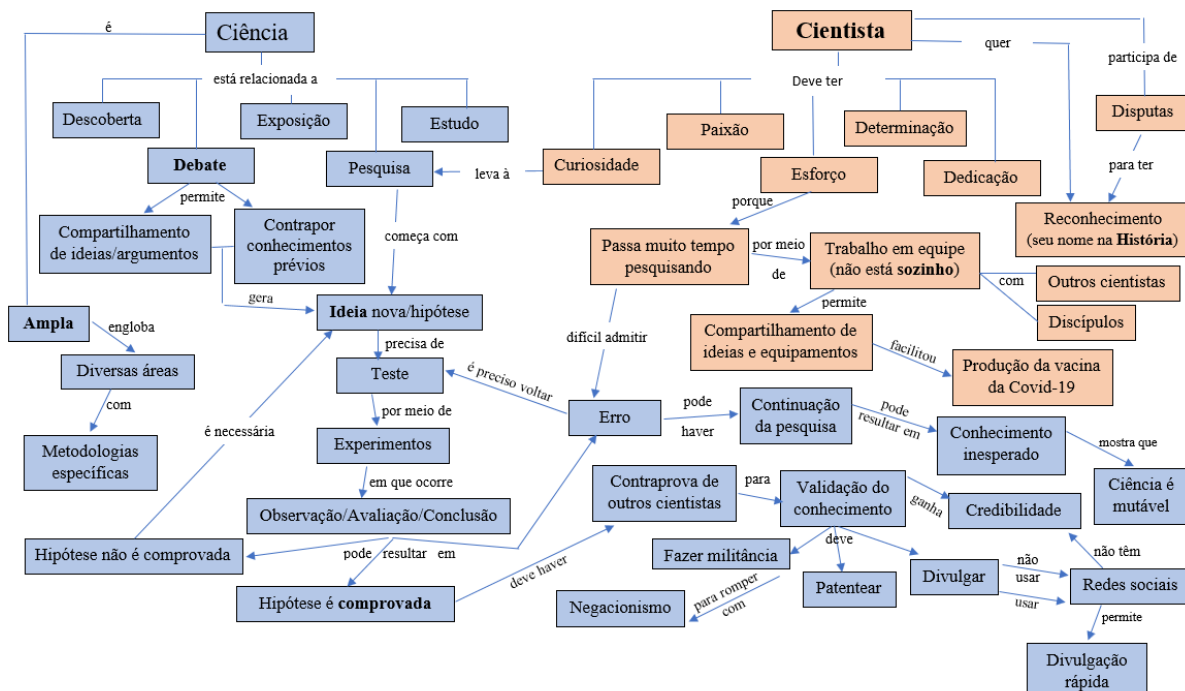 é
Ciência
Cientista
quer
participa de
está relacionada a
Deve ter
Descoberta
Exposição
Estudo
Paixão
Determinação
Disputas
Debate
Pesquisa
leva à
Curiosidade
Esforço
Dedicação
para ter
permite
porque
Compartilhamento
de ideias/argumentos
Contrapor
conhecimentos
prévios
começa com
Passa muito tempo
pesquisando
por meio
de
Trabalho em equipe
(não está sozinho)
Reconhecimento
(seu nome na História)
com
Outros cientistas
Discípulos
gera
Ideia nova/hipótese
permite
Ampla
engloba
difícil admitir
Compartilhamento de
ideias e equipamentos
facilitou
Produção da vacina
da Covid-19
precisa de
Diversas áreas
Teste
é preciso voltar
com
por meio de
Erro
pode
haver
Continuação
da pesquisa
pode
resultar em
Conhecimento
inesperado
mostra que
Ciência é
mutável
é necessária
Metodologias
específicas
Experimentos
em que ocorre
Contraprova de
outros cientistas
para
Validação do
conhecimento
ganha
Credibilidade
Observação/Avaliação/Conclusão
Hipótese não é comprovada
pode resultar em
deve haver
Fazer militância
deve
não têm
Hipótese é comprovada
Negacionismo
para romper
com
Patentear
Divulgar
não
usar
usar
Redes sociais
permite
Divulgação
rápida